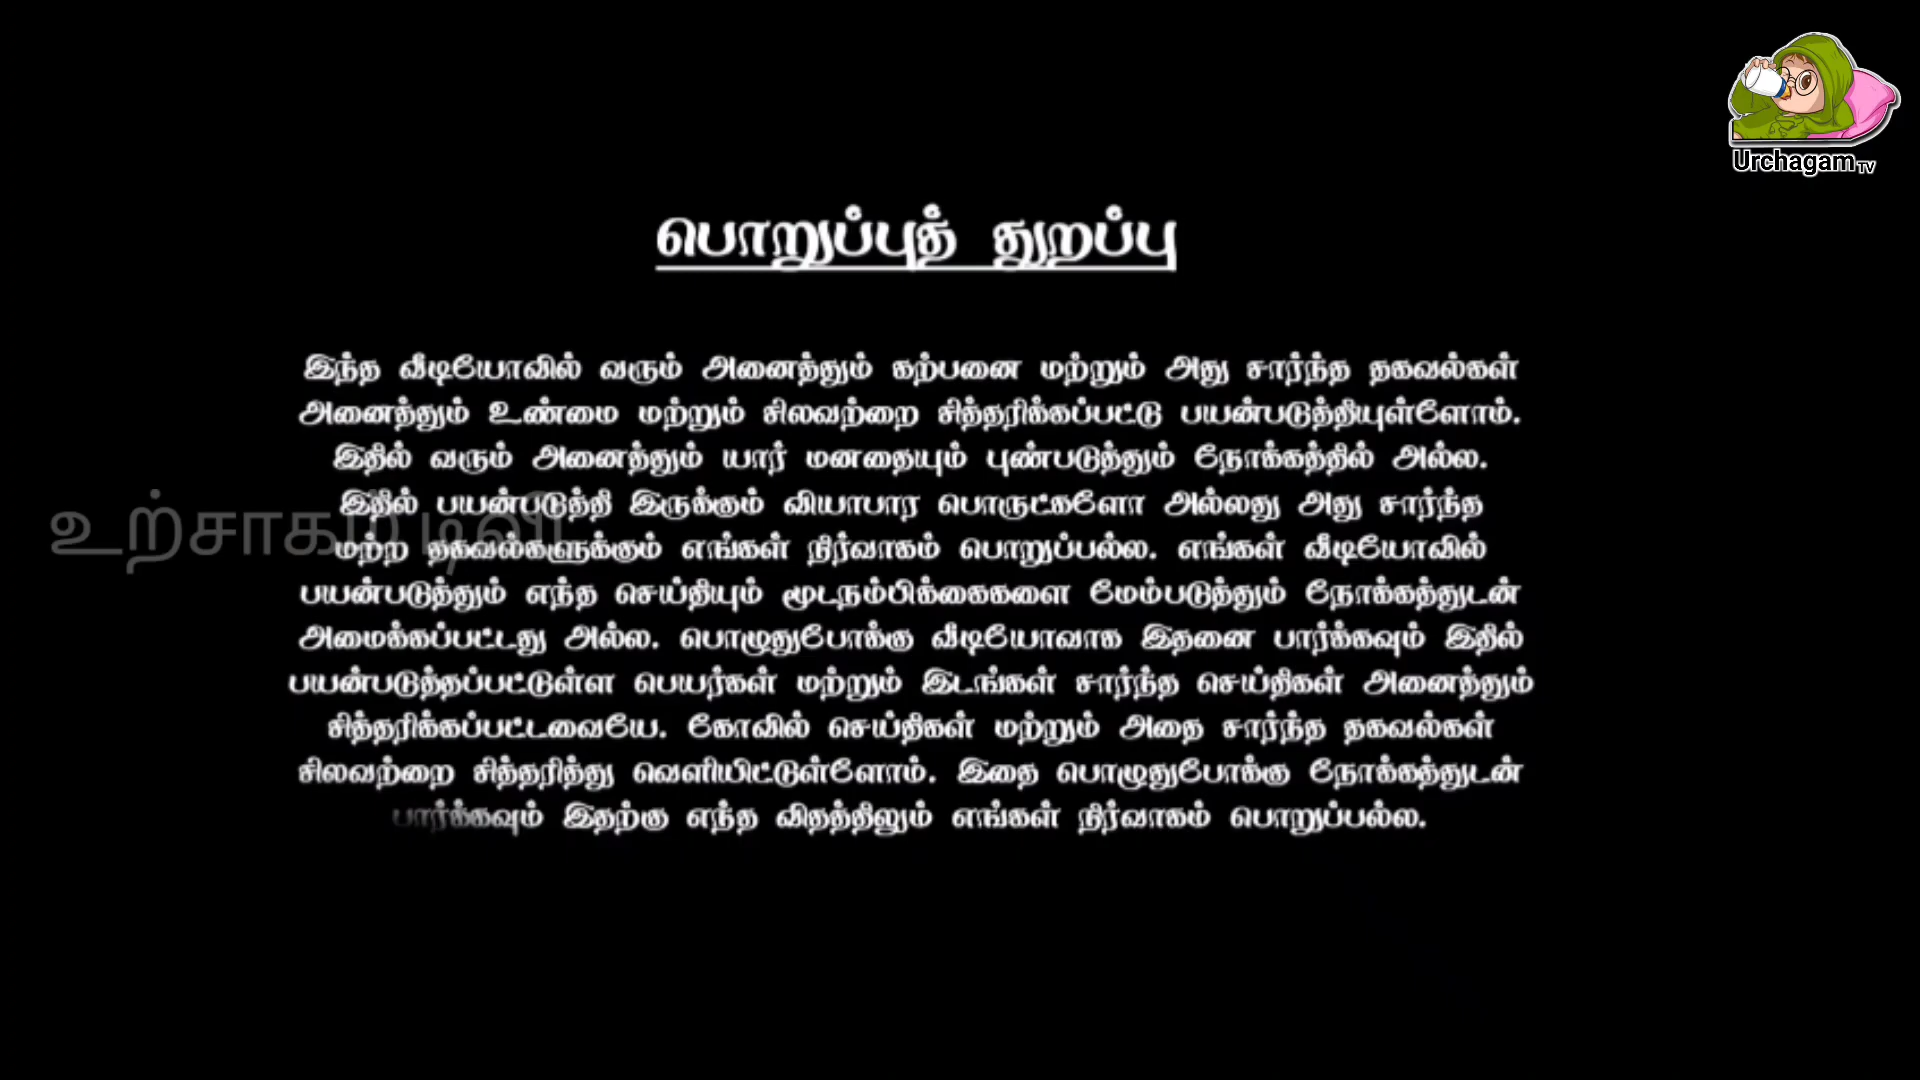 Urchagam TV
பொறுப்புத் துறப்பு
இந்த வீடியோவில் வரும் அனைத்தும் கற்பனை மற்றும் அது சார்ந்த தகவல்கள்
அனைத்தும் உண்மை மற்றும் சிலவற்றை சித்தரிக்கப்பட்டு பயன்படுத்தியுள்ளோம்.
இதில் வரும் அனைத்தும் யார் மனதையும் புண்படுத்தும் நோக்கத்தில் அல்ல.
இதில் பயன்படுத்தி இருக்கும் வியாபார பொருட்களோ அல்லது அது சார்ந்த
உற்சாகம் டிவி
மற்ற தகவல்களுக்கும் எங்கள் நிர்வாகம் பொறுப்பல்ல. எங்கள் வீடியோவில்
பயன்படுத்தும் எந்த செய்தியும் மூடநம்பிக்கைகளை மேம்படுத்தும் நோக்கத்துடன்
அமைக்கப்பட்டது அல்ல. பொழுதுபோக்கு வீடியோவாக இதனை பார்க்கவும் இதில்
பயன்படுத்தப்பட்டுள்ள பெயர்கள் மற்றும் இடங்கள் சார்ந்த செய்திகள் அனைத்தும்
சித்தரிக்கப்பட்டவையே. கோவில் செய்திகள் மற்றும் அதை சார்ந்த தகவல்கள்
சிலவற்றை சித்தரித்து வெளியிட்டுள்ளோம். இதை பொழுதுபோக்கு நோக்கத்துடன்
பார்க்கவும் இதற்கு எந்த விதத்திலும் எங்கள் நிர்வாகம் பொறுப்பல்ல.